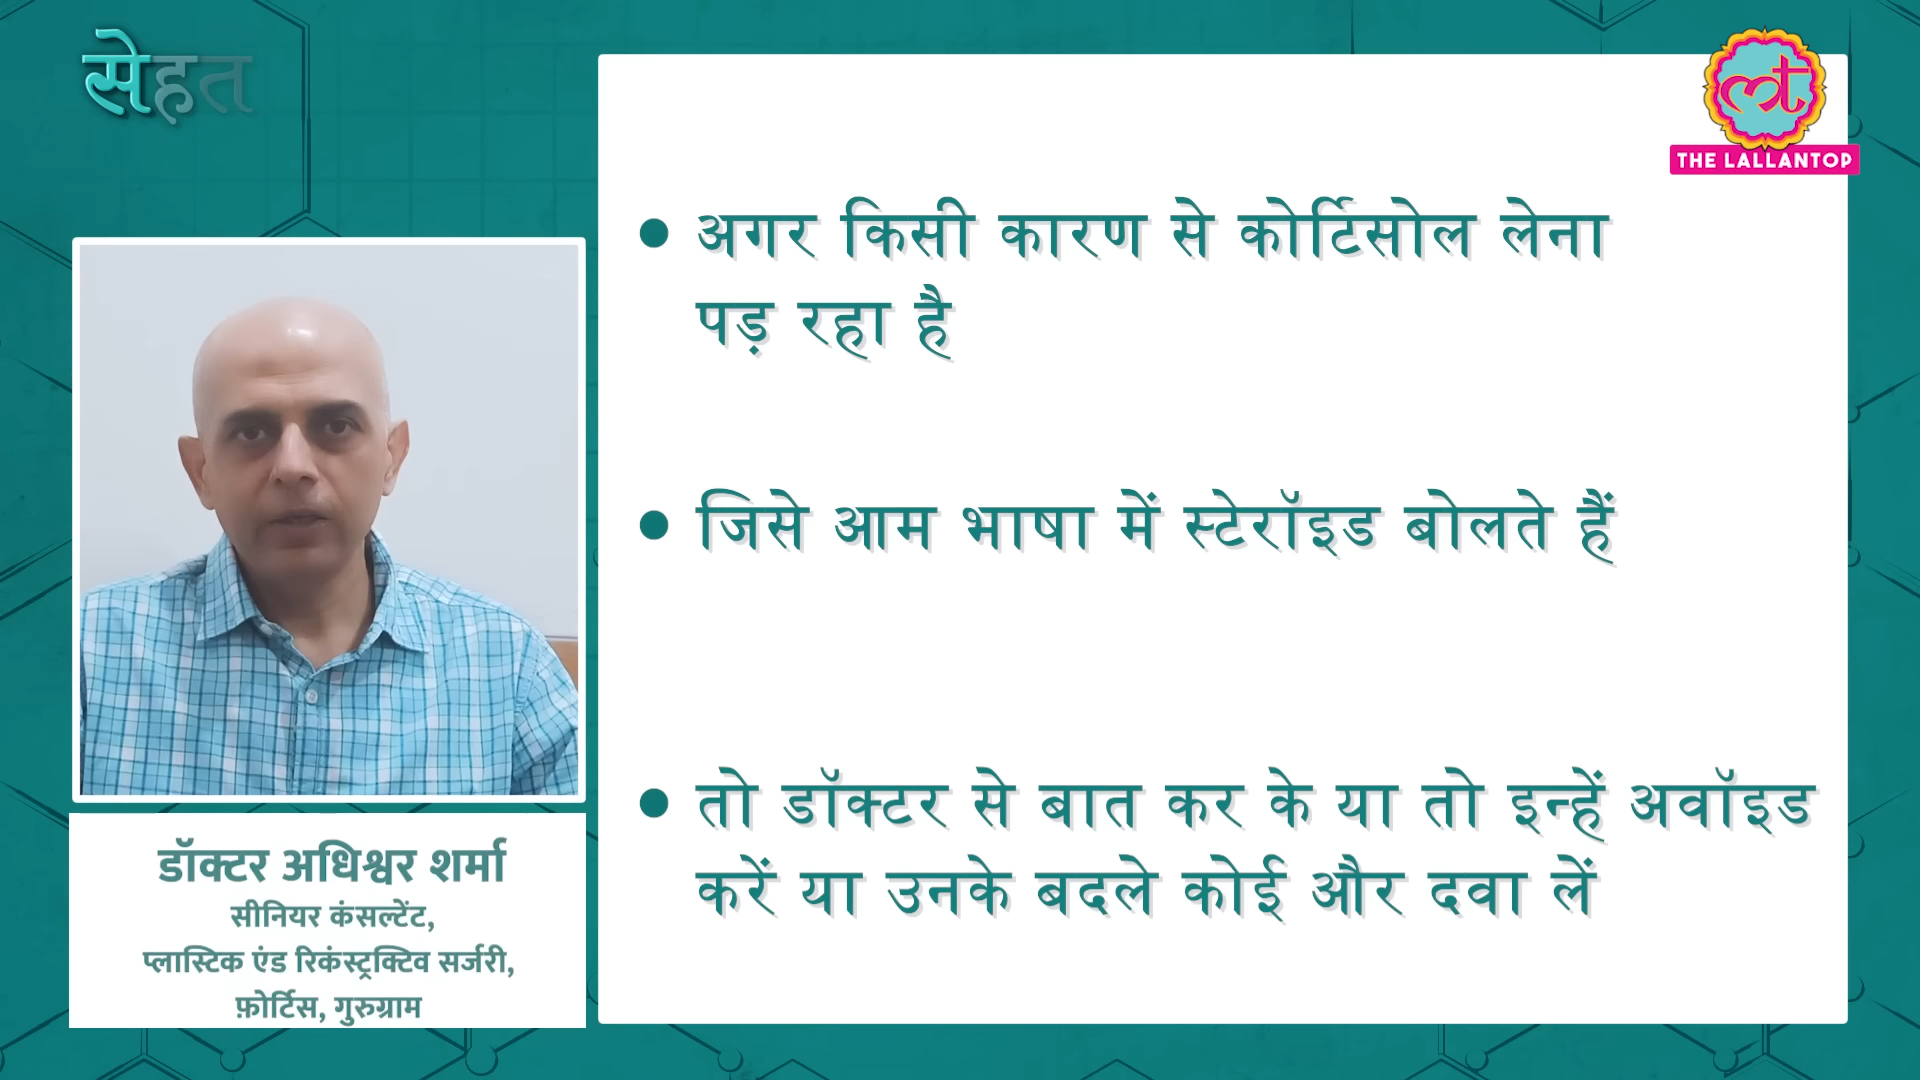 सेहत
THE LALLANTOP
• अगर किसी कारण से कोर्टिसोल लेना
पड़ रहा है
• जिसे आम भाषा में स्टेरॉइड बोलते हैं
• तो डॉक्टर से बात कर के या तो इन्हें अवॉइड
करें या उनके बदले कोई और दवा लें
डॉक्टर अधिश्वर शर्मा
सीनियर कंसल्टेंट,
प्लास्टिक एंड रिकंस्ट्रक्टिव सर्जरी,
फ़ोर्टिस, गुरुग्राम